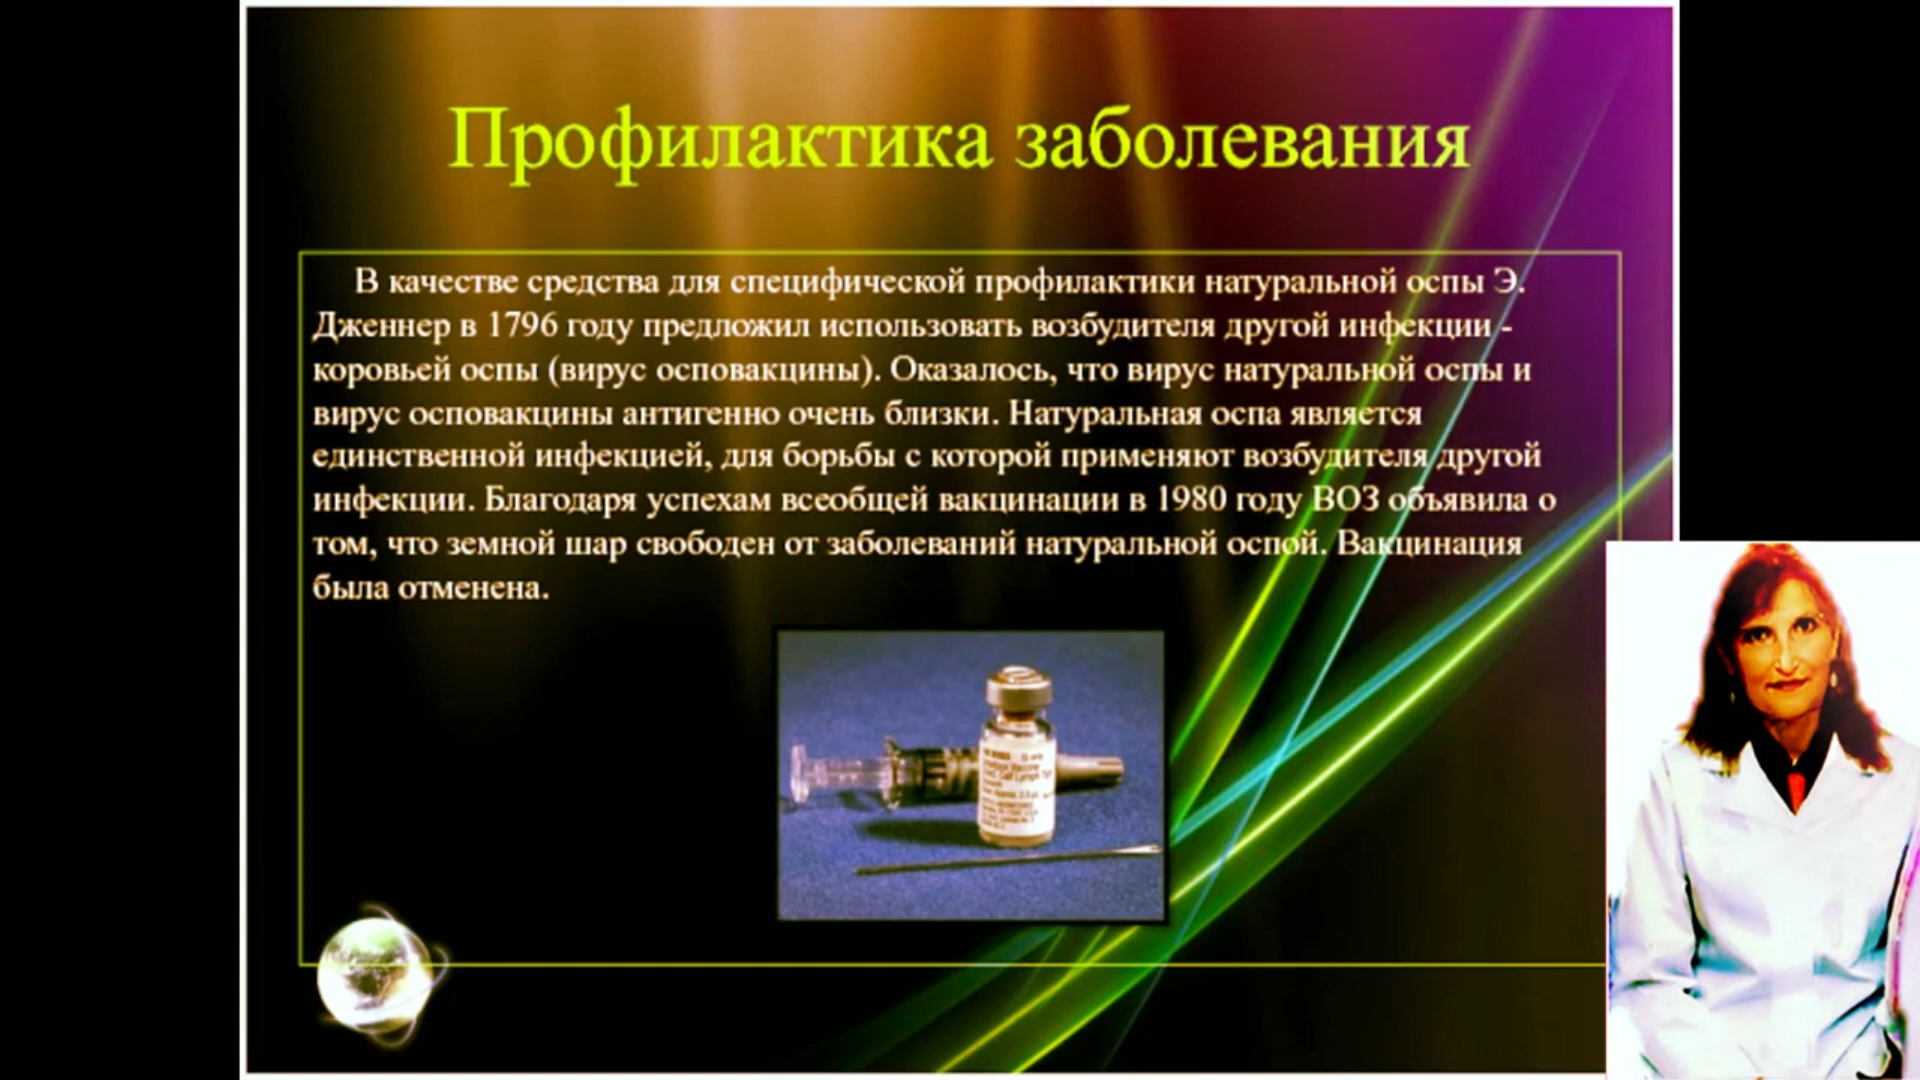 Профилактика заболевания
В качестве средства для специфической профилактики натуральной оспы Э.
Дженнер в 1796 году предложил использовать возбудителя другой инфекции -
коровьей оспы (вирус осповакцины). Оказалось, что вирус натуральной оспы и
вирус осповакцины антигенно очень близки. Натуральная оспа является
единственной инфекцией, для борьбы с которой применяют возбудителя другой
инфекции. Благодаря успехам всеобщей вакцинации в 1980 году ВОЗ объявила о
том, что земной шар свободен от заболеваний натуральной оспой. Вакцинация
была отменена.
Vaccine